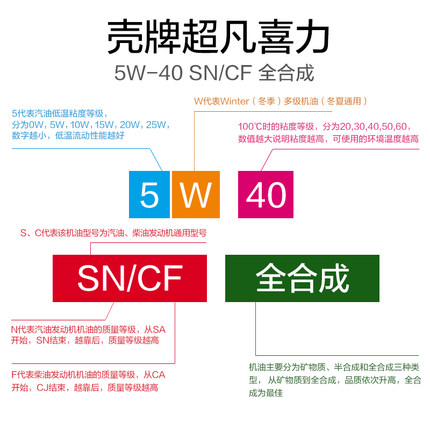 壳牌超凡喜力
5W-40 SN/CF 全合成
W代表Winter（冬季）多级机油（冬夏通用）
5代表汽油低温粘度等级，
分为0W, 5W, 10W, 15W, 20W, 25W,
数字越小，低温流动性能越好
100℃时的粘度等级，分为20,30,40,50,60,
数值越大说明粘度越高，可使用的环境温度越高
5 W 40
S、C代表该机油型号为汽油、柴油发动机通用型号
SN/CF 全合成
N代表汽油发动机机油的质量等级，从SA
开始，SN结束，越靠后，质量等级越高
F代表柴油发动机机油的质量等级，从CA
开始，CJ结束，越靠后，质量等级越高
机油主要分为矿物质、半合成和全合成三种类
型，从矿物质到全合成，品质依次升高，全合
成为最佳